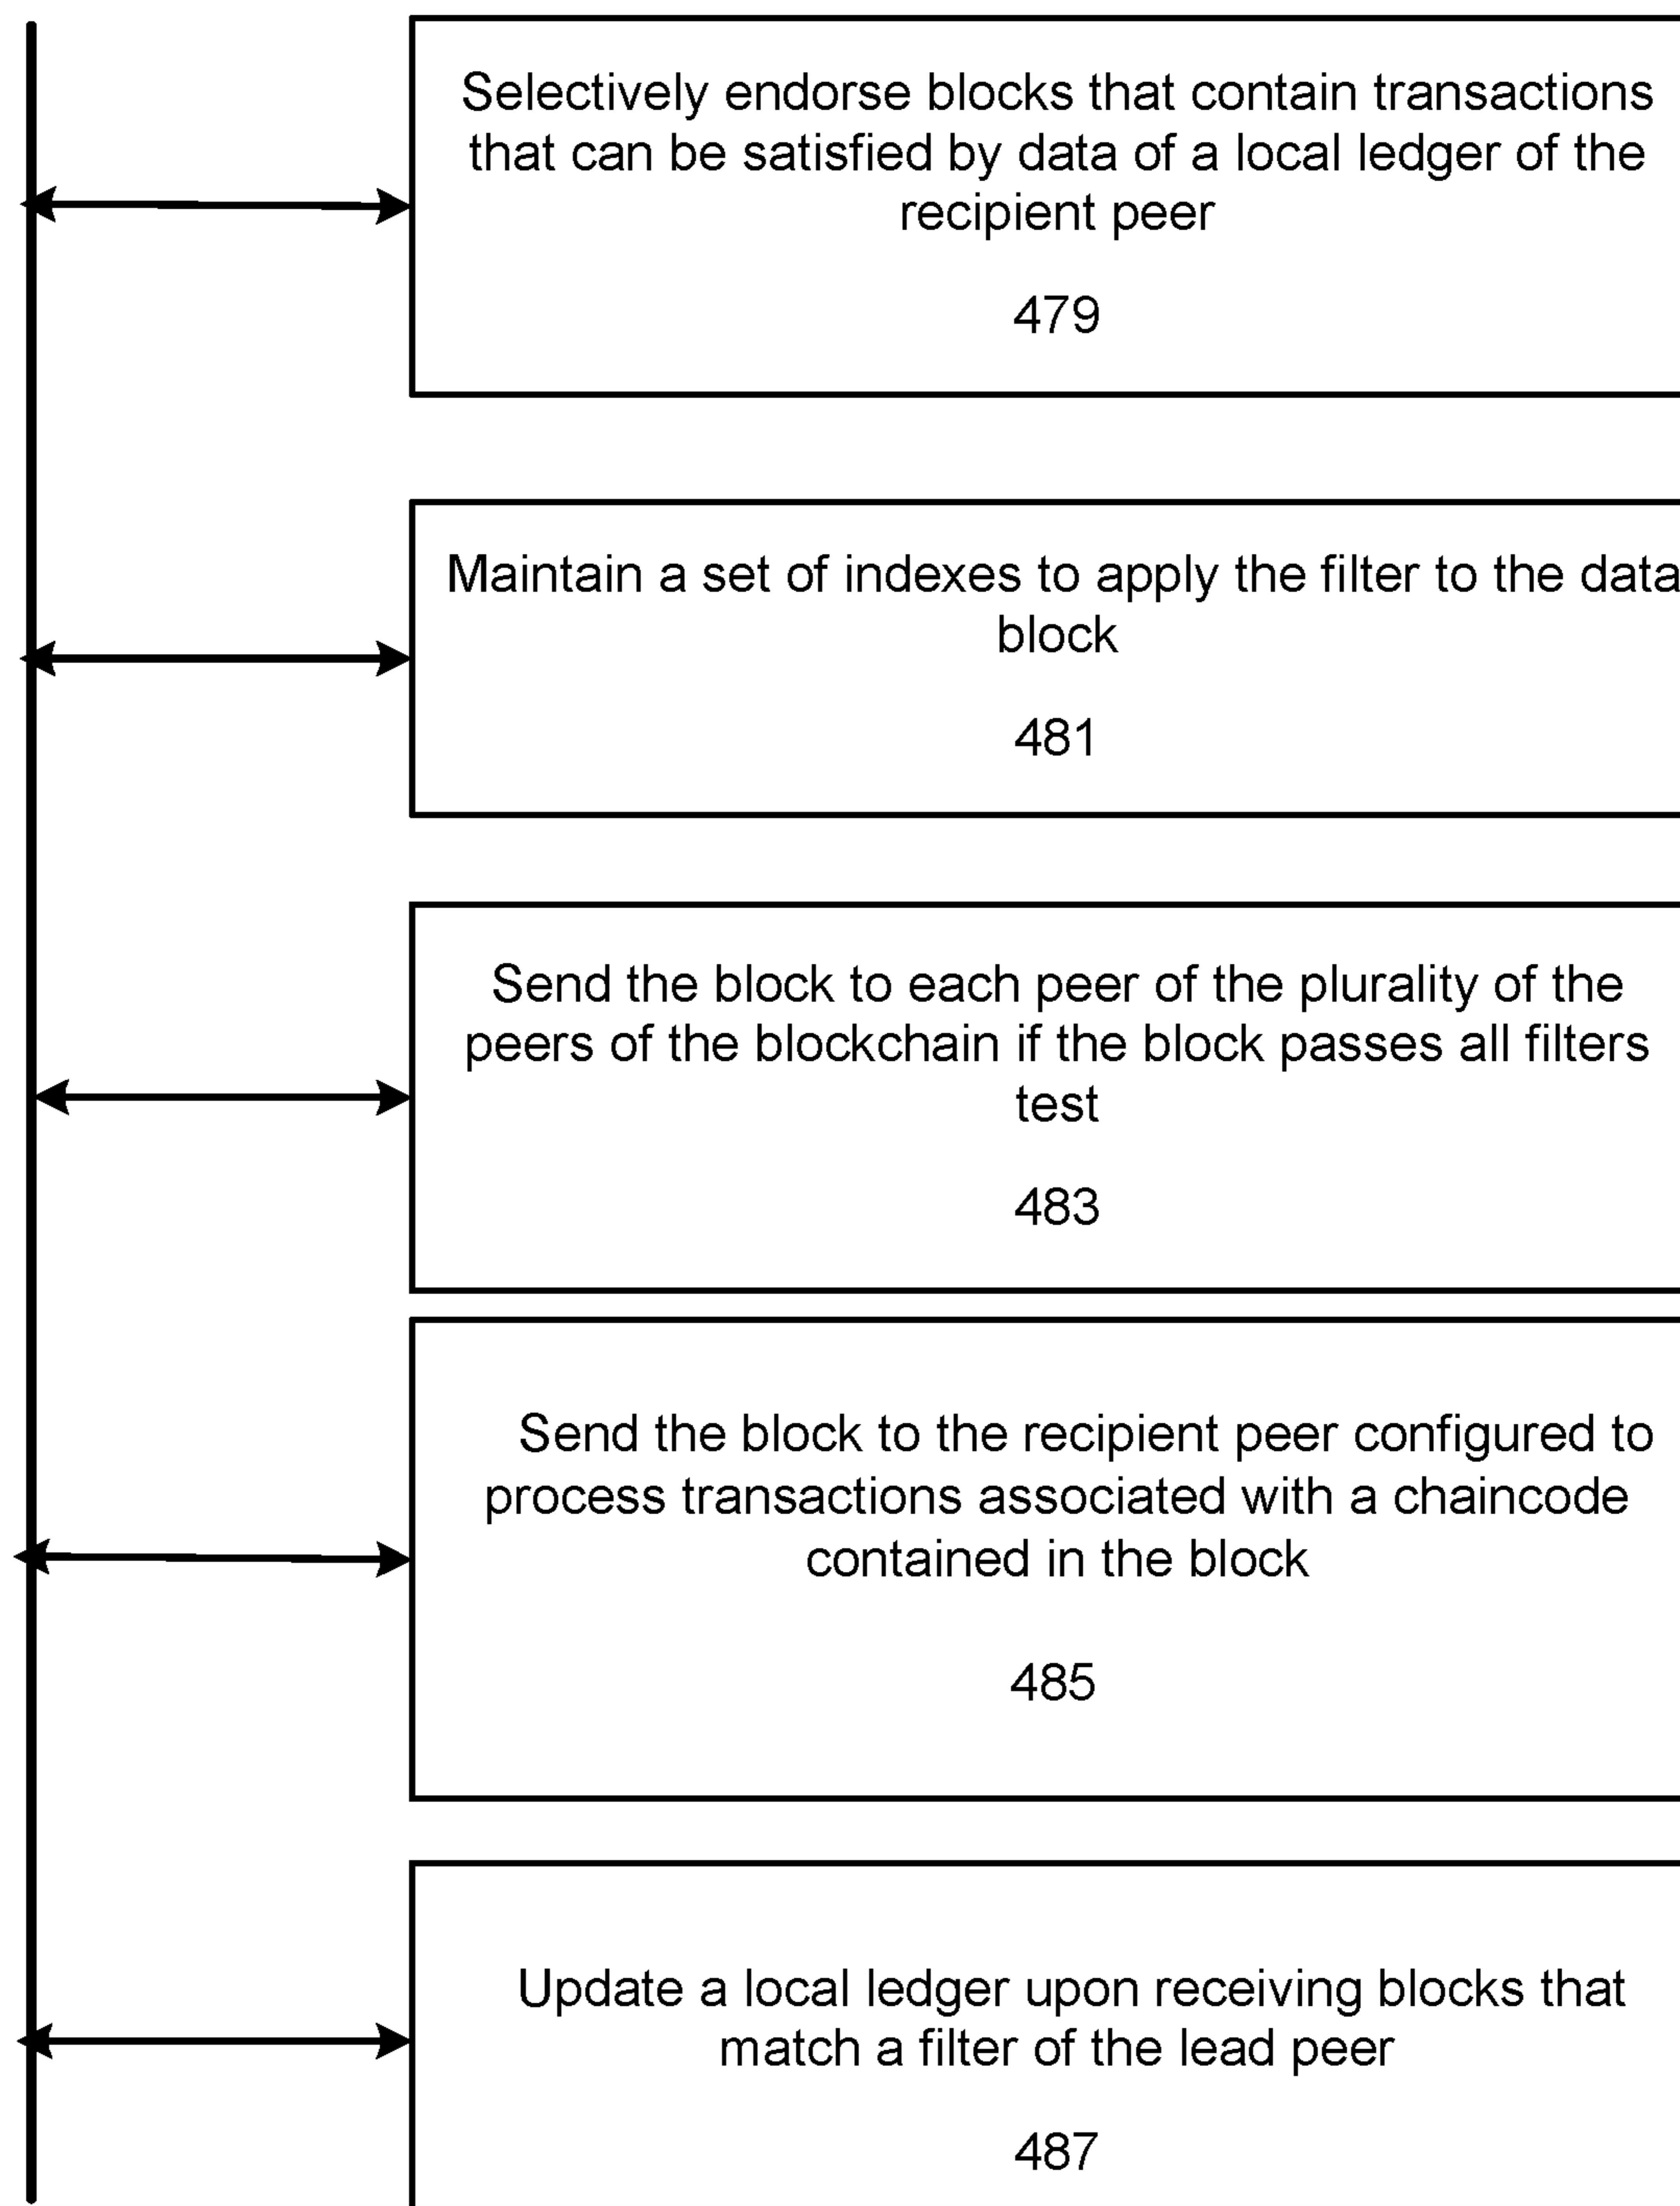 Selectively endorse blocks that contain transactions
that can be satisfied by data of a local ledger of the
recipient peer
479
Maintain a set of indexes to apply the filter to the data
block
481
Send the block to each peer of the plurality of the
peers of the blockchain if the block passes all filters
test
483
Send the block to the recipient peer configured to
process transactions associated with a chaincode
contained in the block
485
Update a local ledger upon receiving blocks that
match a filter of the lead peer
487